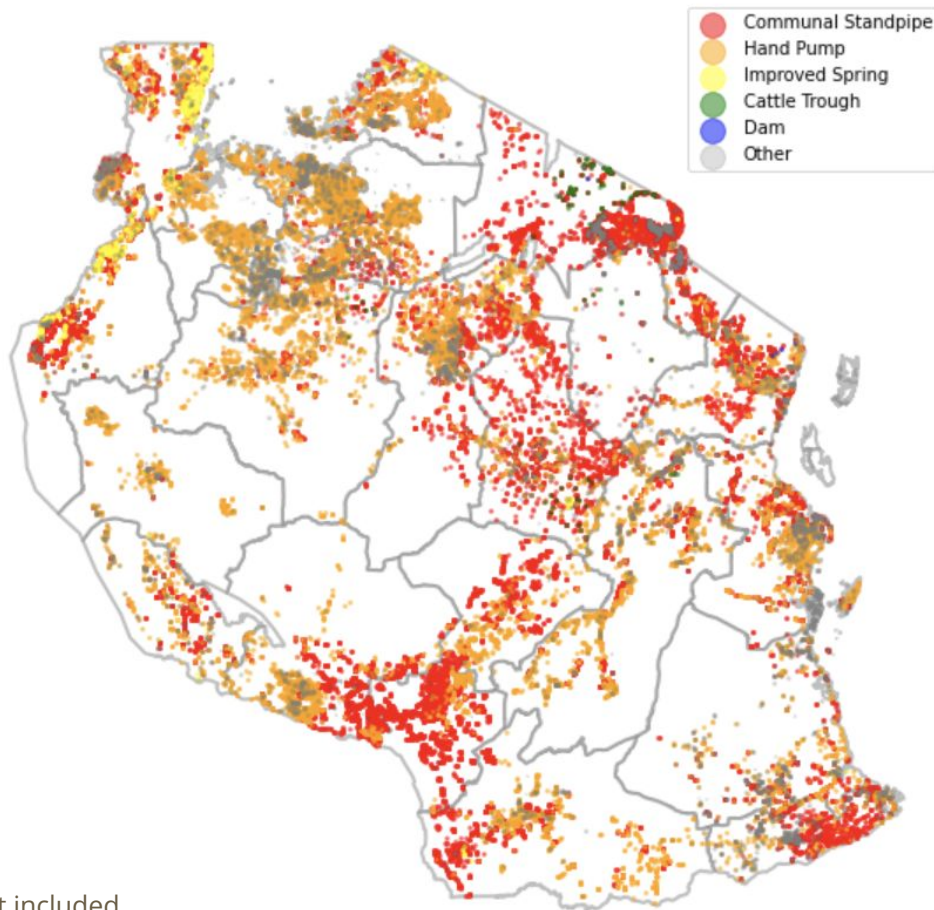 Communal Standpipe
Hand Pump
Improved Spring
Cattle Trough
Dam
Other
included